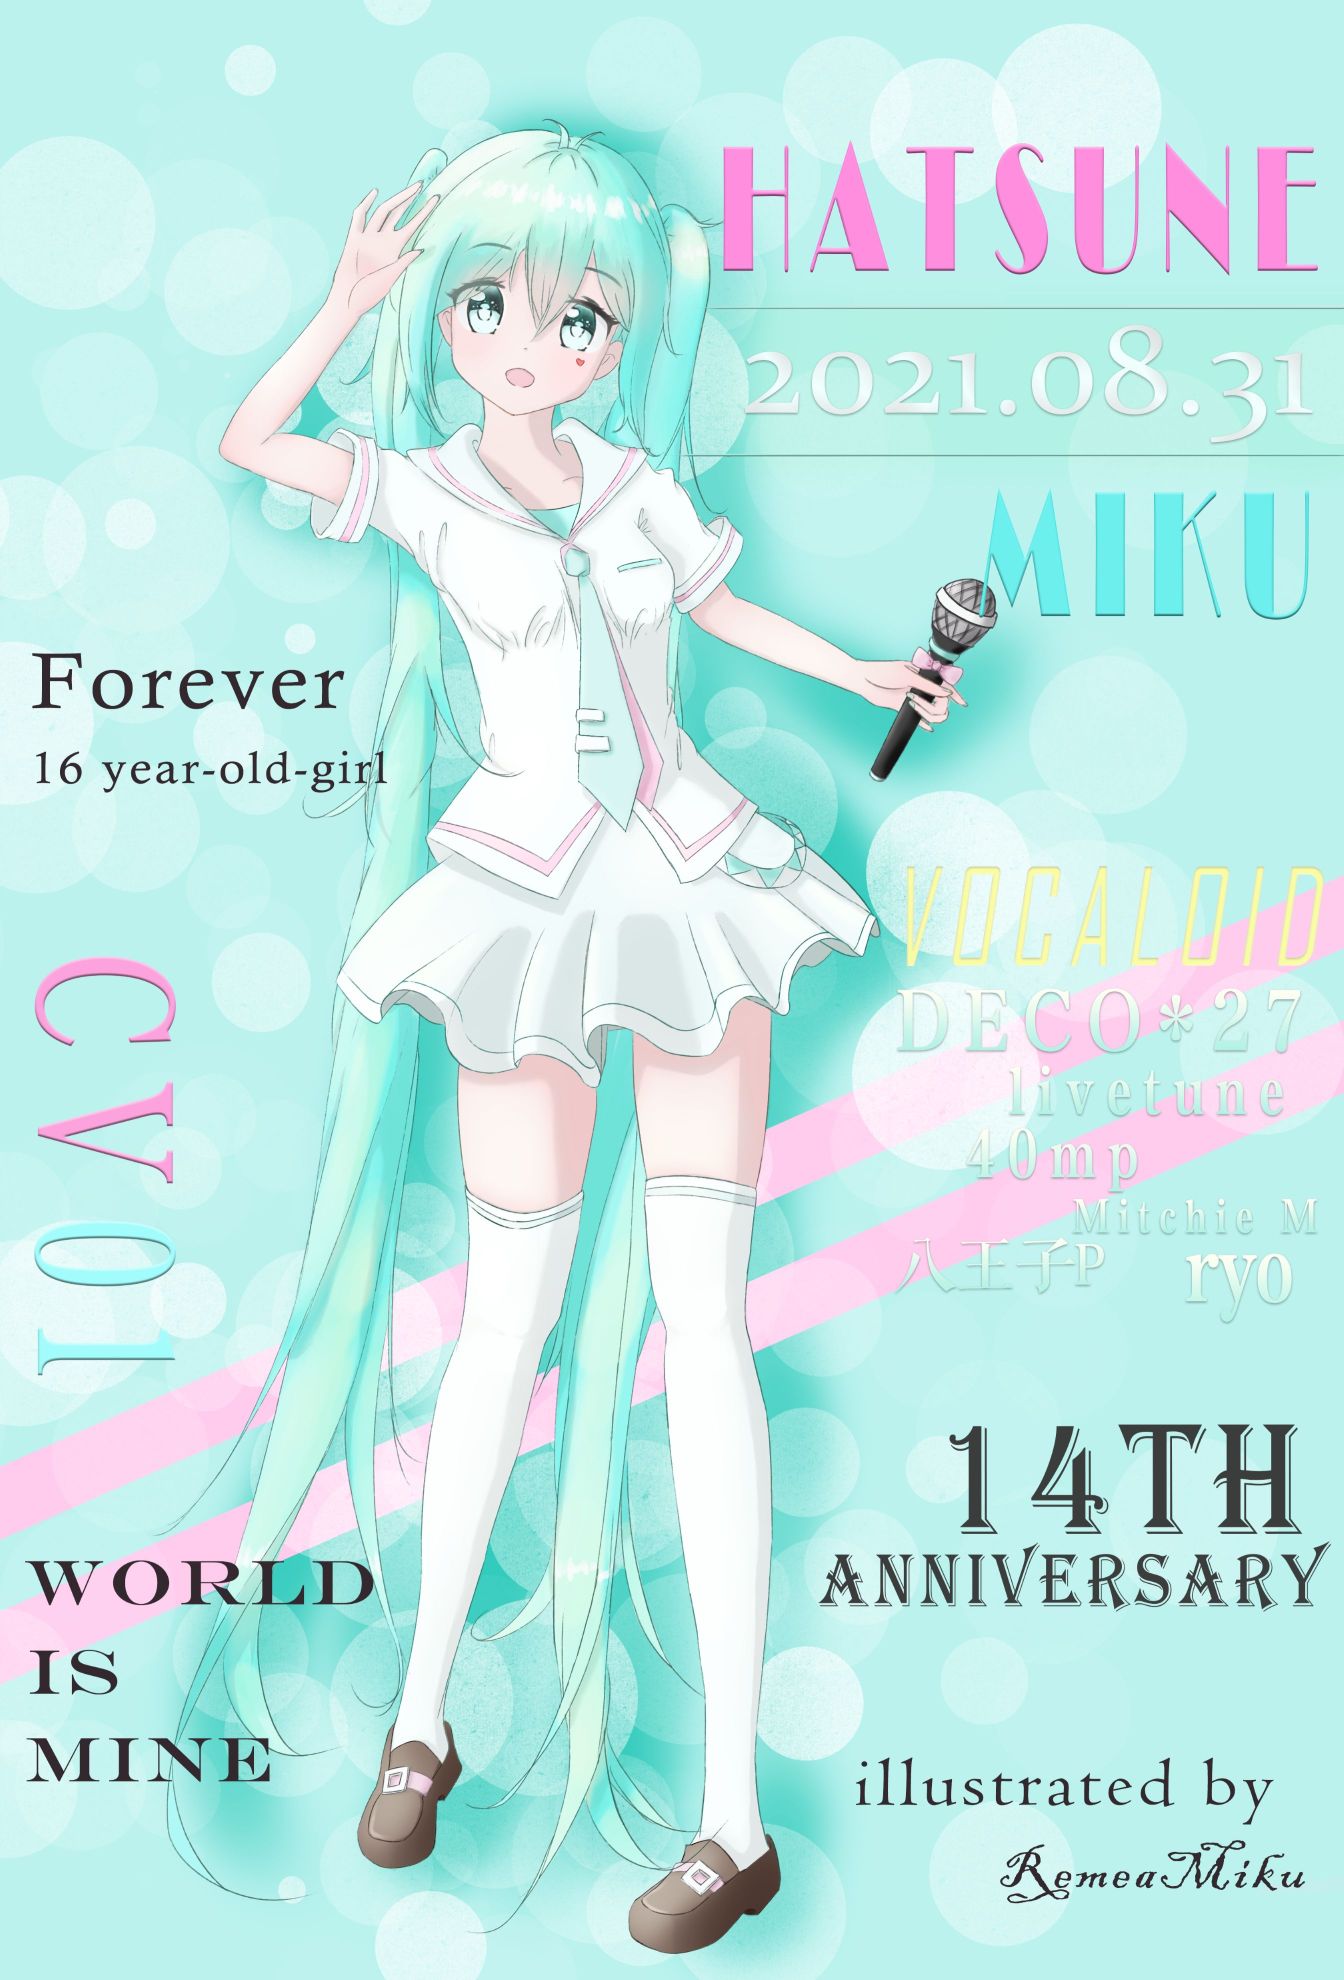 HATSUNE
2021.08.31
MIKU
Forever
16 year-old-girl
VOCALOID
CV01
DECO*27
livetune
40mp
Mitchie M
八王子P
ryo
14TH
ANNIVERSARY
WORLD
IS
MINE
illustrated by
RemeaMiku